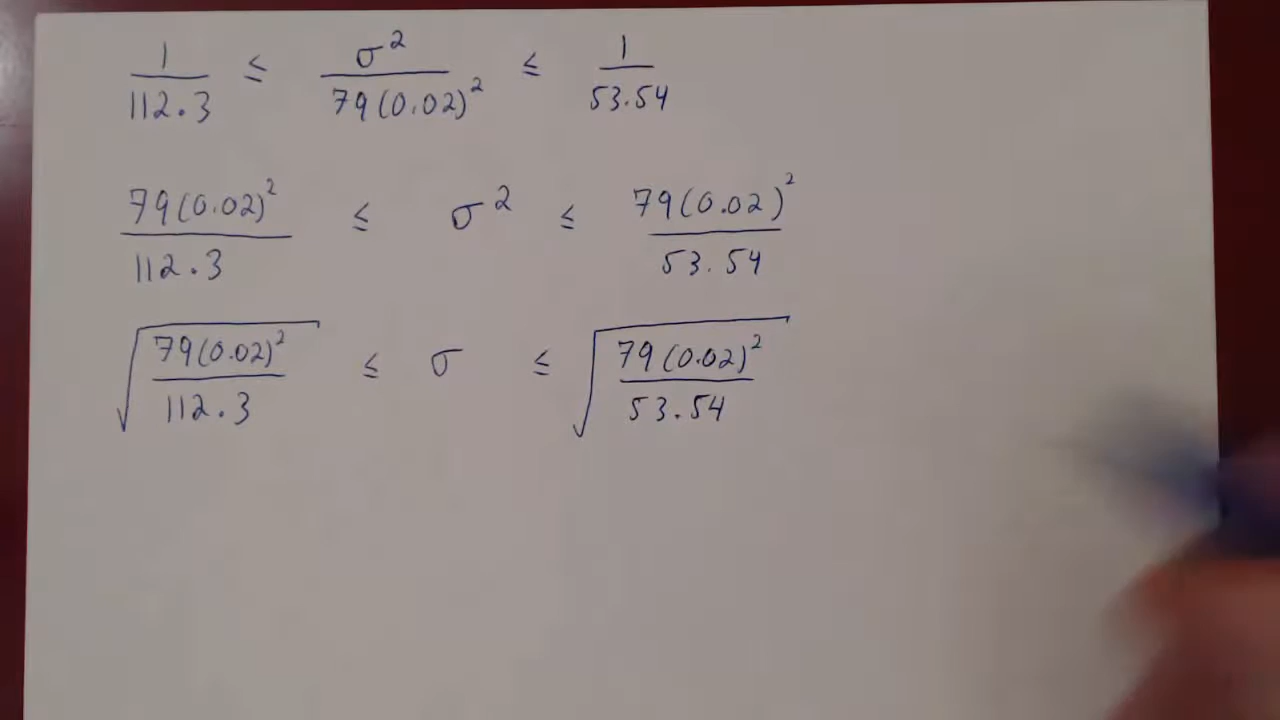 1/112.3 ≤ σ²/79(0.02)² ≤ 1/53.54
79(0.02)²/112.3 ≤ σ² ≤ 79(0.02)²/53.54
√(79(0.02)²/112.3) ≤ σ ≤ √(79(0.02)²/53.54)